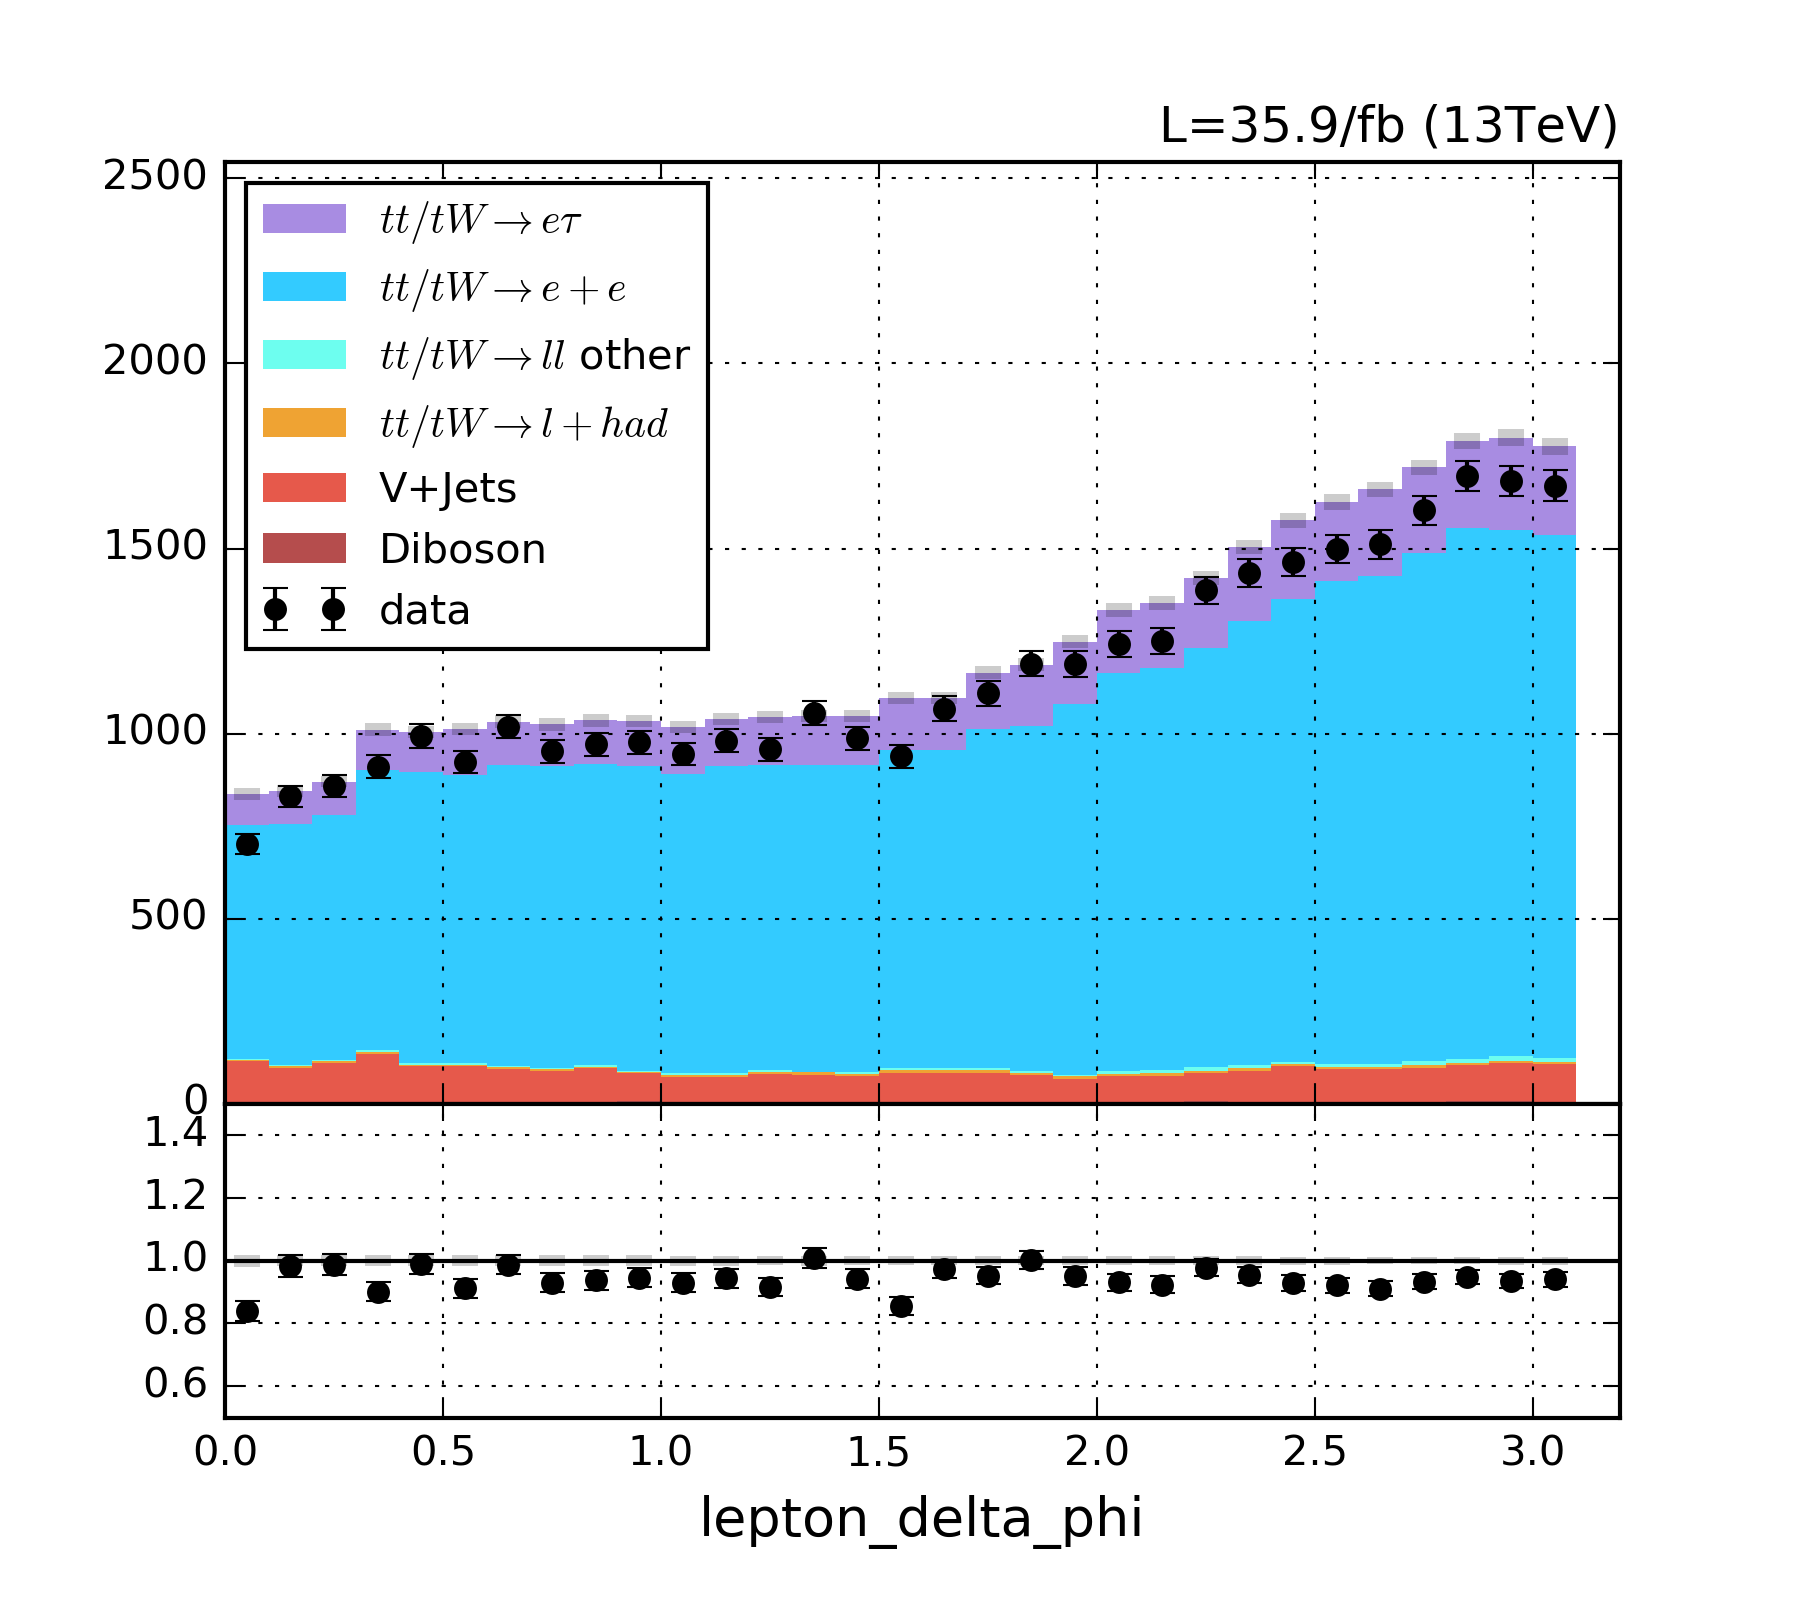 L=35.9/fb (13TeV)
2500
2000
1500
1000
500
0
tt/tW→eτ
tt/tW→e+e
tt/tW→ll other
tt/tW→l+had
V+Jets
Diboson
data
1.4
1.2
1.0
0.8
0.6
0.0 0.5 1.0 1.5 2.0 2.5 3.0
lepton_delta_phi